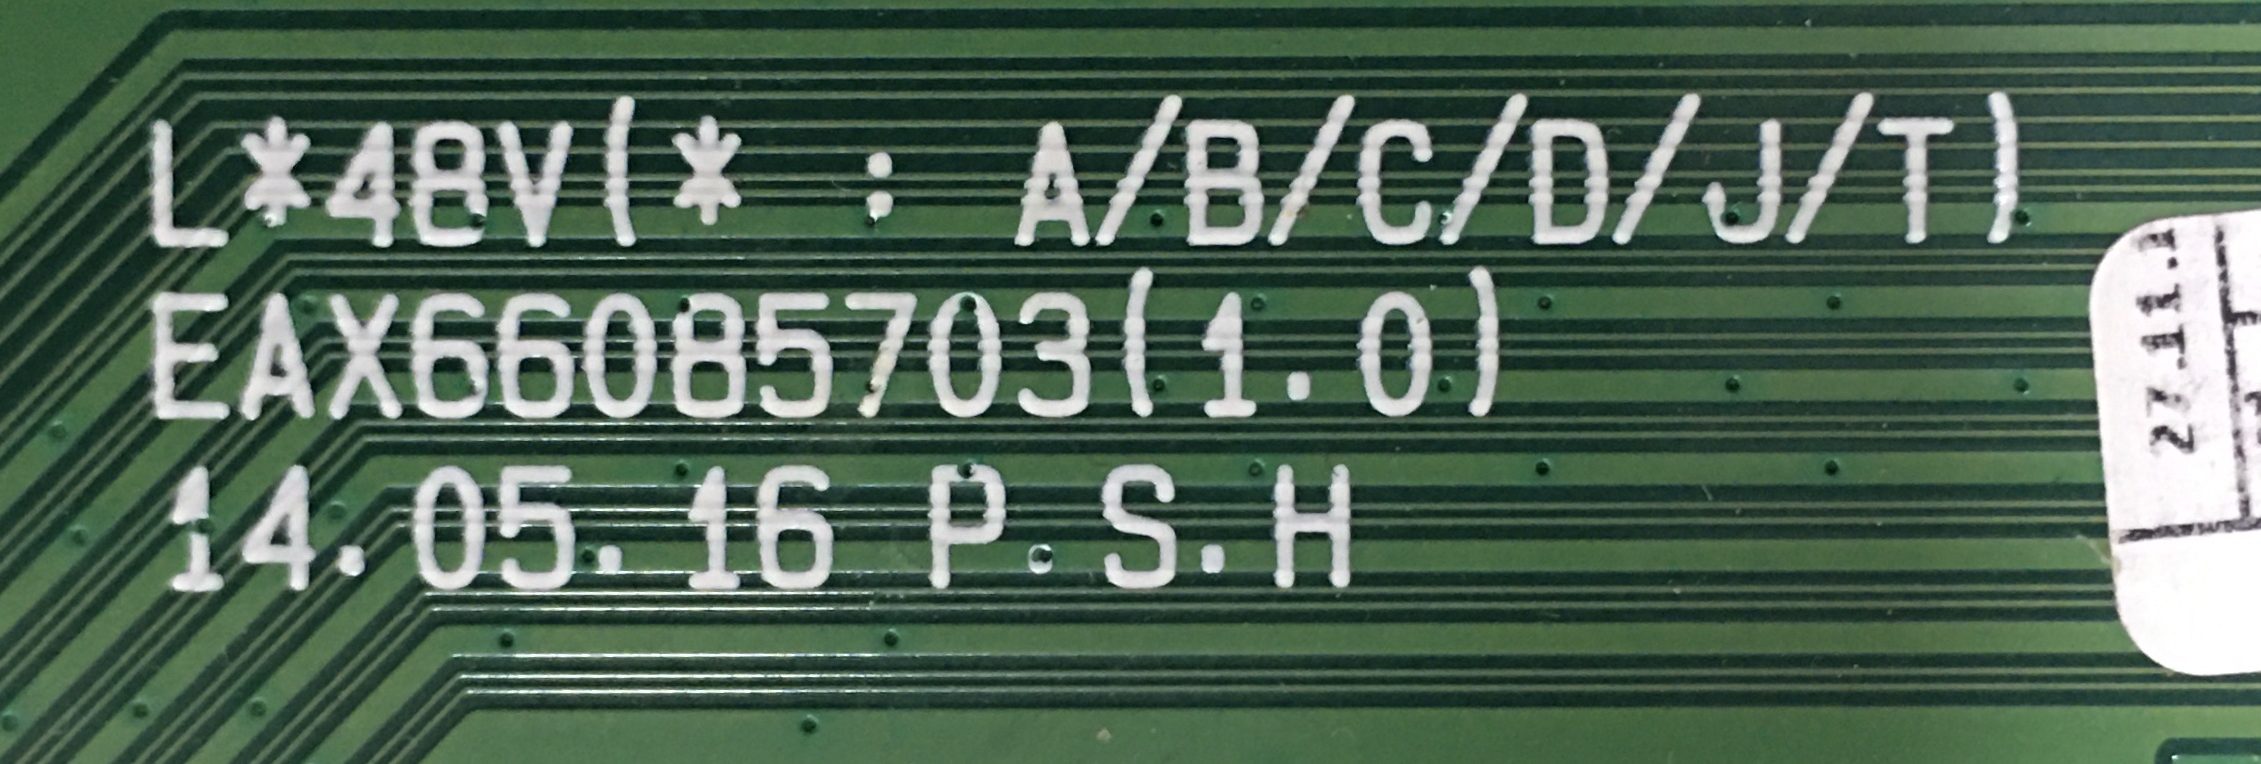 L*48V(* : A/B/C/D/J/T)
EAX66085703(1.0)
14.05.16 P.S.H